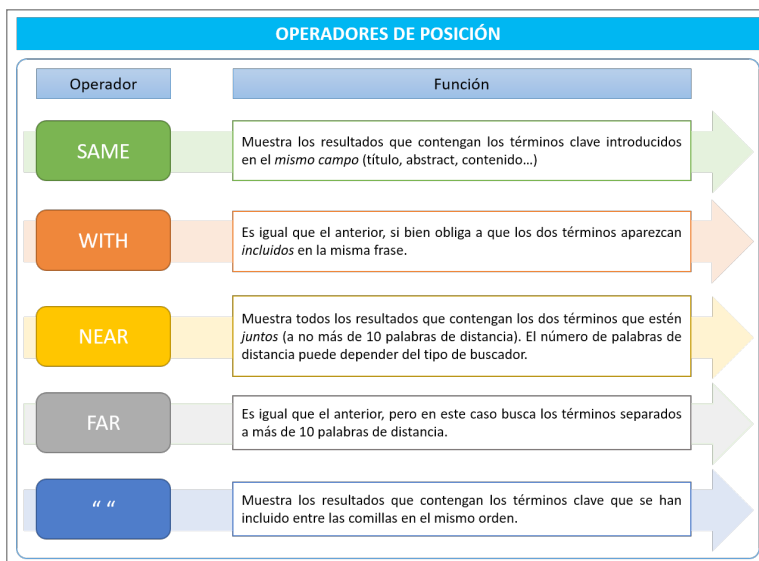 OPERADORES DE POSICIÓN
Operador
Función
SAME
Muestra los resultados que contengan los términos clave introducidos
en el mismo campo (título, abstract, contenido…)
WITH
Es igual que el anterior, si bien obliga a que los dos términos aparezcan
incluidos en la misma frase.
NEAR
Muestra todos los resultados que contengan los dos términos que estén
juntos (a no más de 10 palabras de distancia). El número de palabras de
distancia puede depender del tipo de buscador.
FAR
Es igual que el anterior, pero en este caso busca los términos separados
a más de 10 palabras de distancia.
“ “
Muestra los resultados que contengan los términos clave que se han
incluido entre las comillas en el mismo orden.